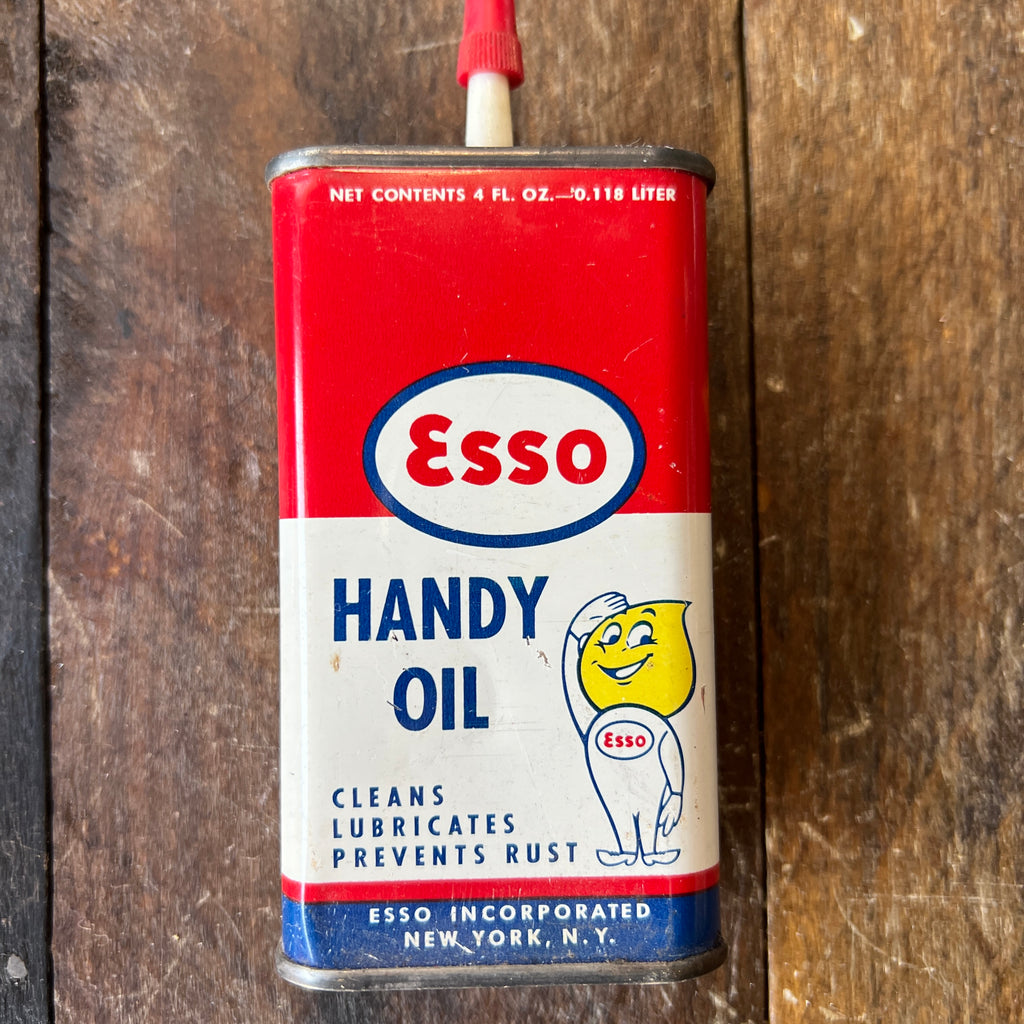 NET CONTENTS 4 FL. OZ.—0.118 LITER
Esso
HANDY
OIL
Esso
CLEANS
LUBRICATES
PREVENTS RUST
ESSO INCORPORATED
NEW YORK, N.Y.